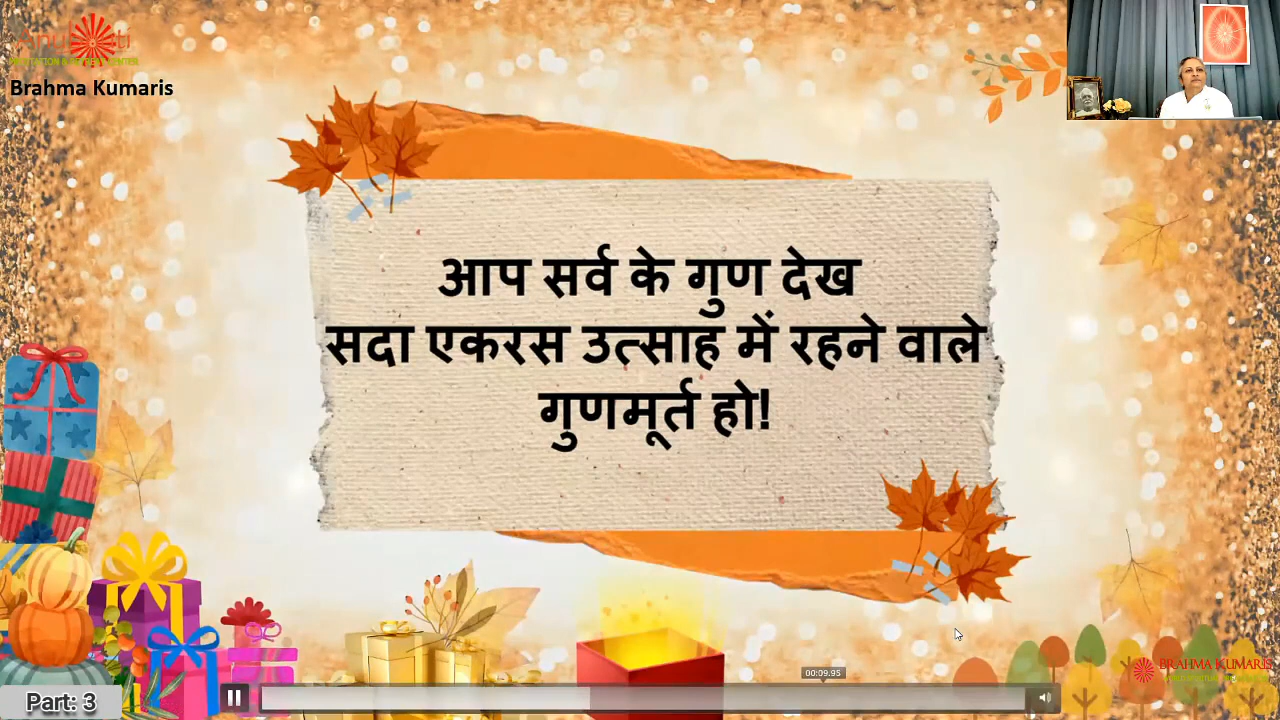 Brahma Kumaris
आप सर्व के गुण देख
सदा एकरस उत्साह में रहने वाले
गुणमूर्त हो!
00:09.95
BRAHMA KUMARIS
Part: 3